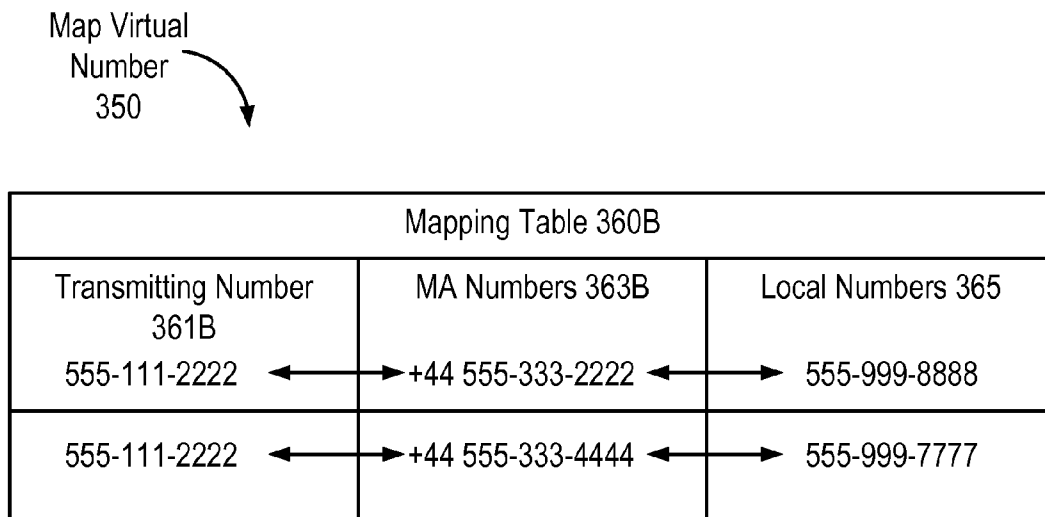 Map Virtual
Number
350
Mapping Table 360B
Transmitting Number
361B
MA Numbers 363B
Local Numbers 365
555-111-2222
+44 555-333-2222
555-999-8888
555-111-2222
+44 555-333-4444
555-999-7777